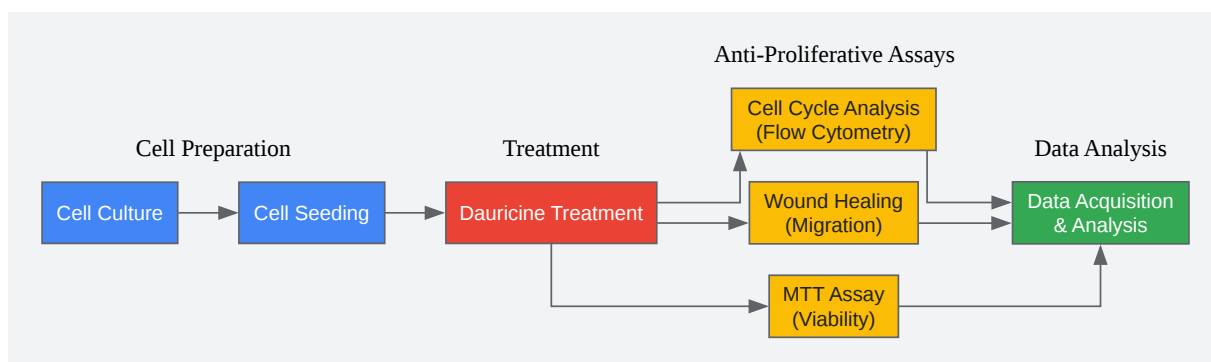 Anti-Proliferative Assays
Cell Cycle Analysis
(Flow Cytometry)
Cell Preparation
Treatment
Data Analysis
Cell Culture
Cell Seeding
Dauricine Treatment
Wound Healing
(Migration)
Data Acquisition
& Analysis
MTT Assay
(Viability)